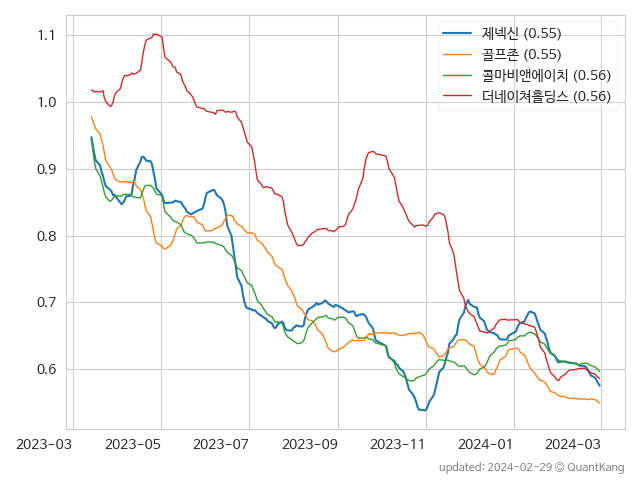 제넥신 (0.55)
골프존 (0.55)
콜마비앤에이치 (0.56)
더네이쳐홀딩스 (0.56)
1.1
1.0
0.9
0.8
0.7
0.6
2023-03 2023-05 2023-07 2023-09 2023-11 2024-01 2024-03
updated: 2024-02-29 © QuantKang